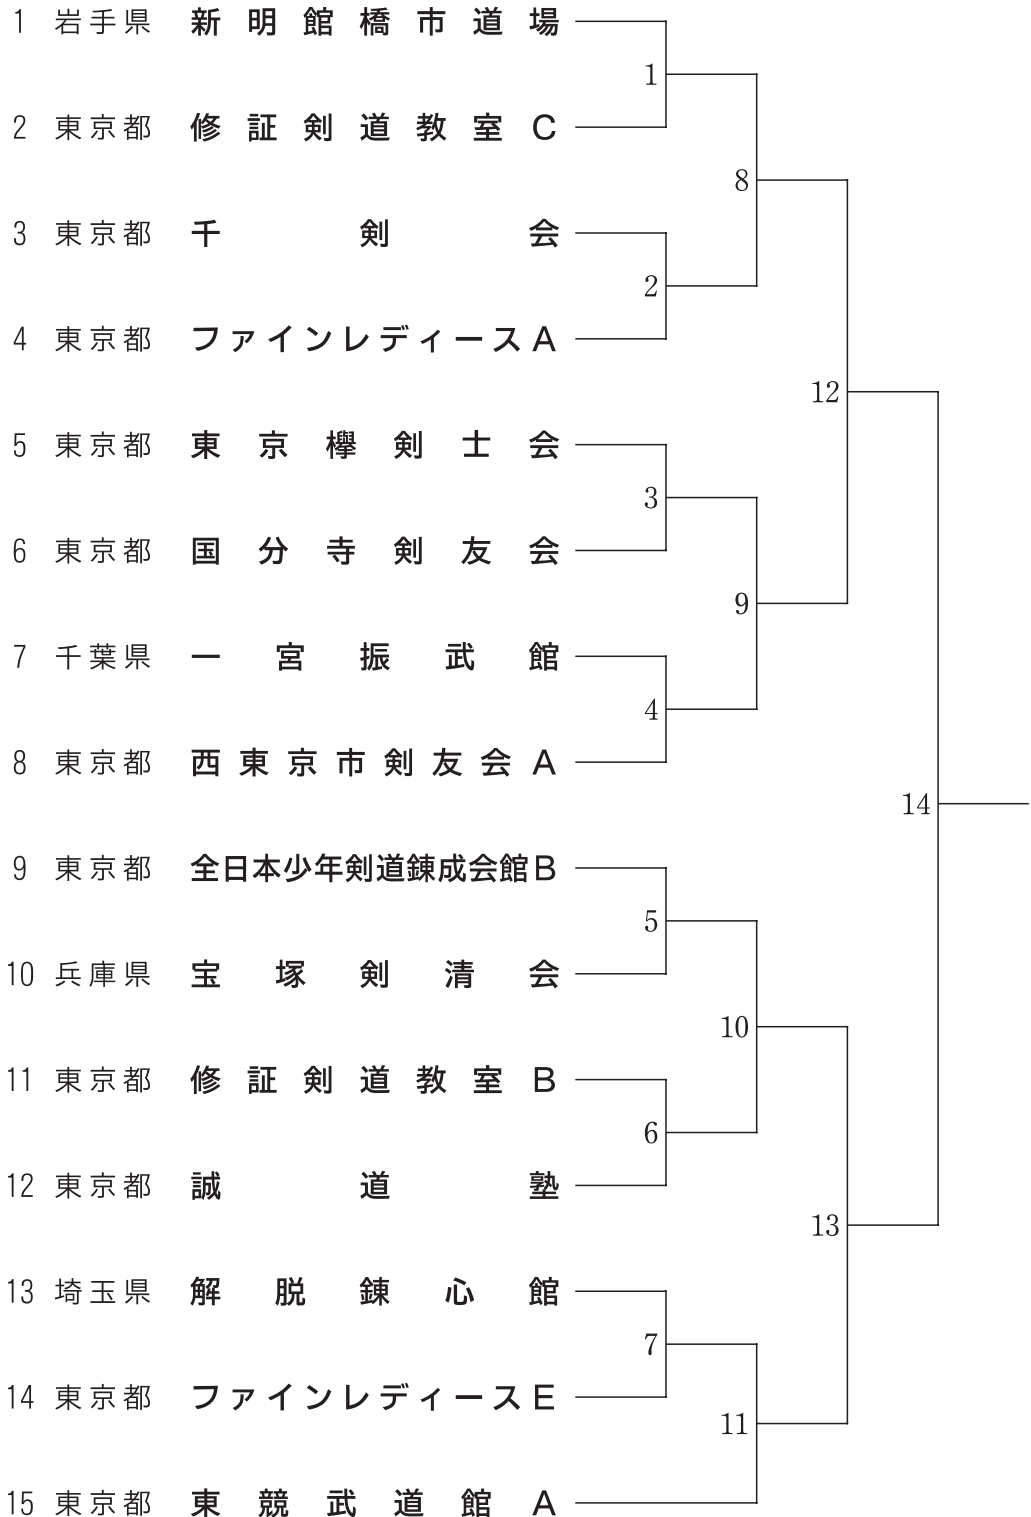 1 岩手県 新明館橋市道場
1
2 東京都 修証剣道教室C
8
3 東京都 千剣会
2
4 東京都 ファインレディースA
12
5 東京都 東京欅剣士会
3
6 東京都 国分寺剣友会
9
7 千葉県 一宮振武館
4
8 東京都 西東京市剣友会A
14
9 東京都 全日本少年剣道錬成会館B
5
10 兵庫県 宝塚剣清会
10
11 東京都 修証剣道教室B
6
12 東京都 誠道塾
13
13 埼玉県 解脱錬心館
7
14 東京都 ファインレディースE
11
15 東京都 東競武道館A